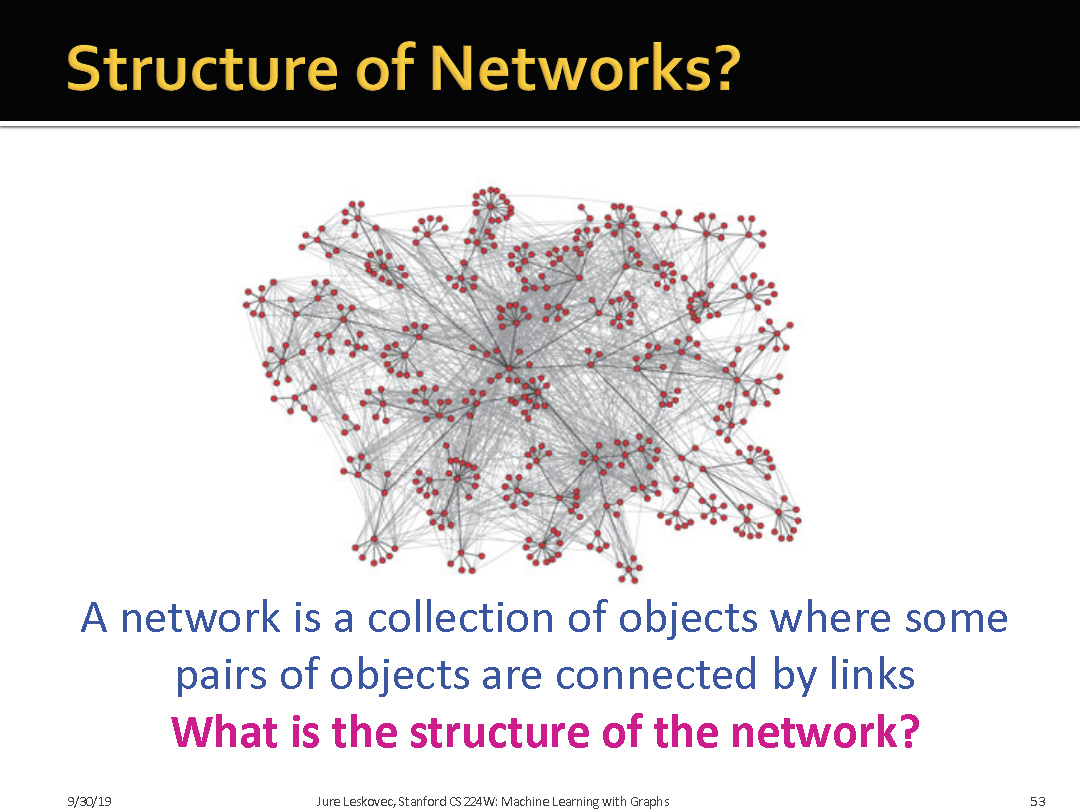 Structure of Networks?
A network is a collection of objects where some
pairs of objects are connected by links
What is the structure of the network?
9/30/19
Jure Leskovec, Stanford CS224W: Machine Learning with Graphs
53